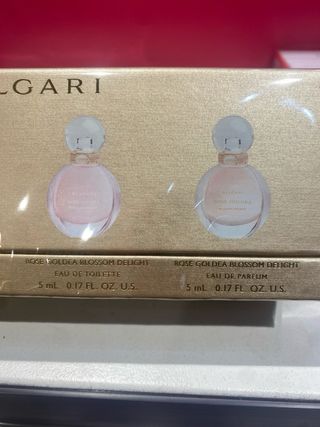 LGARI
ROSE GOLDEA BLOSSOM DELIGHT
EAU DE TOILETTE
5 mL 0.17 FL. OZ. U.S.
ROSE GOLDEA BLOSSOM DELIGHT
EAU DE PARFUM
5 mL 0.17 FL. OZ. U.S.